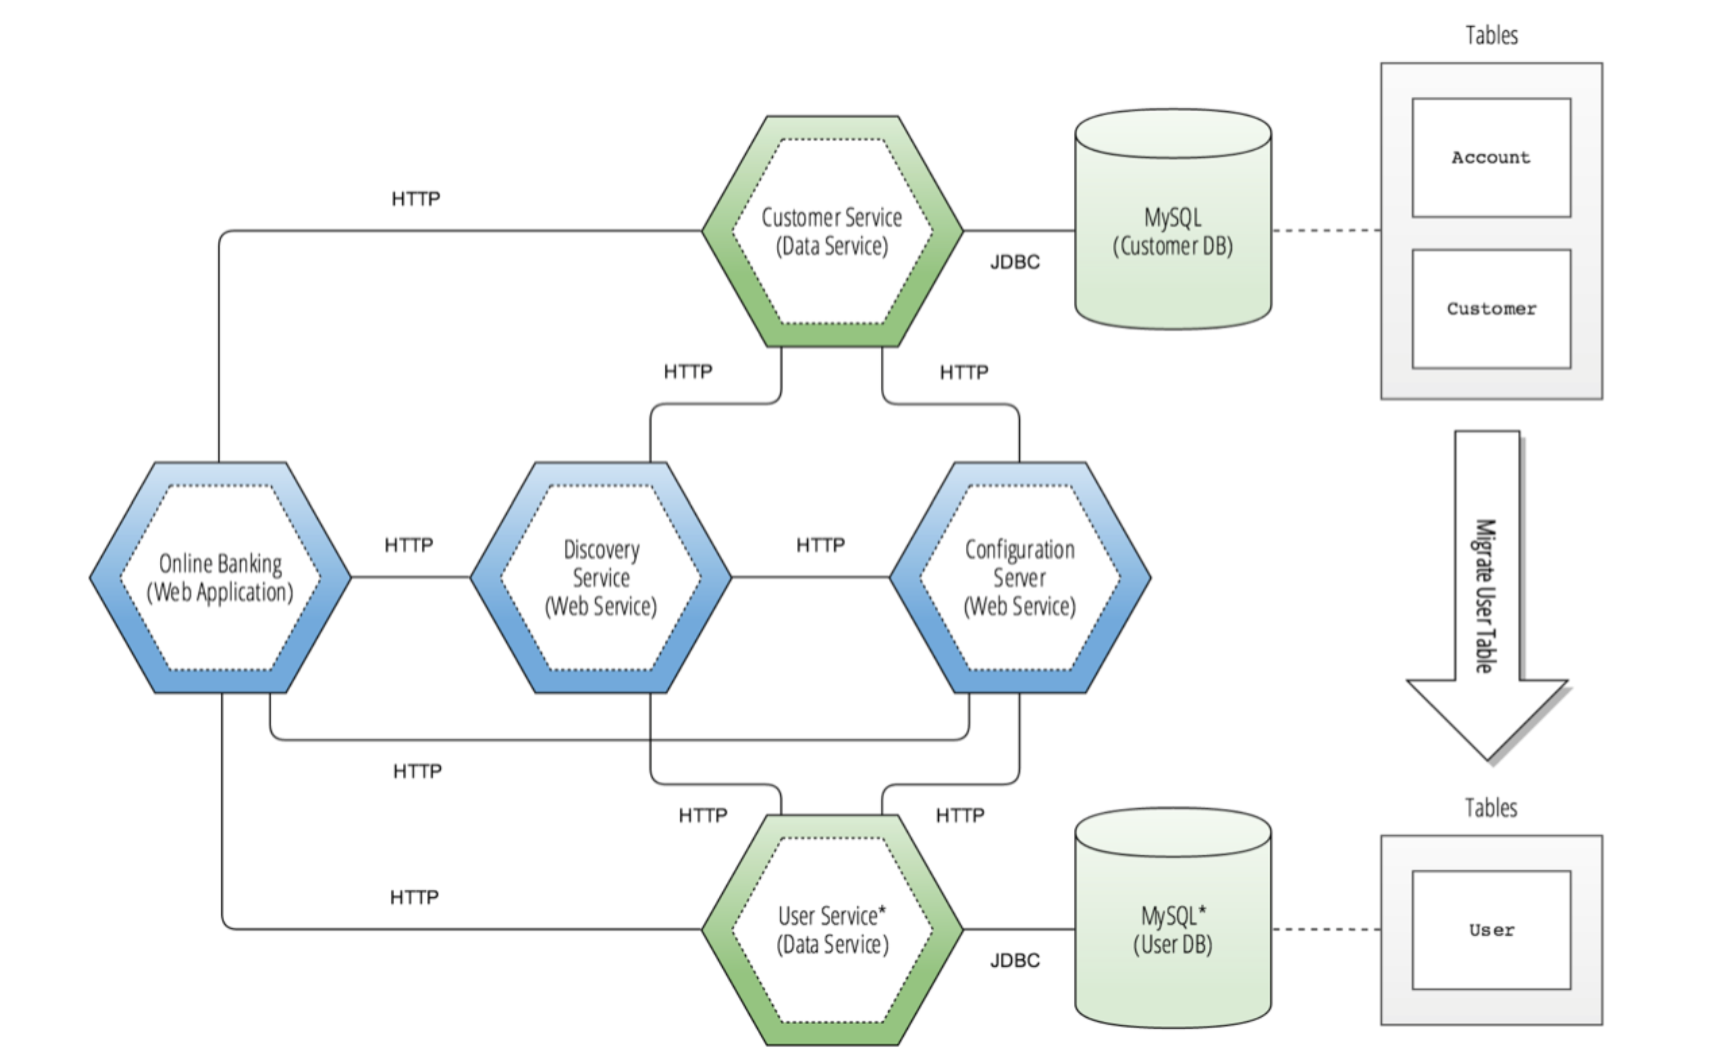 Tables
Account
HTTP
Customer Service
(Data Service)
MySQL
(Customer DB)
JDBC
Customer
HTTP
HTTP
Online Banking
(Web Application)
HTTP
Discovery
Service
(Web Service)
HTTP
Configuration
Server
(Web Service)
Migrate User Table
HTTP
HTTP
HTTP
Tables
HTTP
User Service*
(Data Service)
JDBC
MySQL*
(User DB)
User